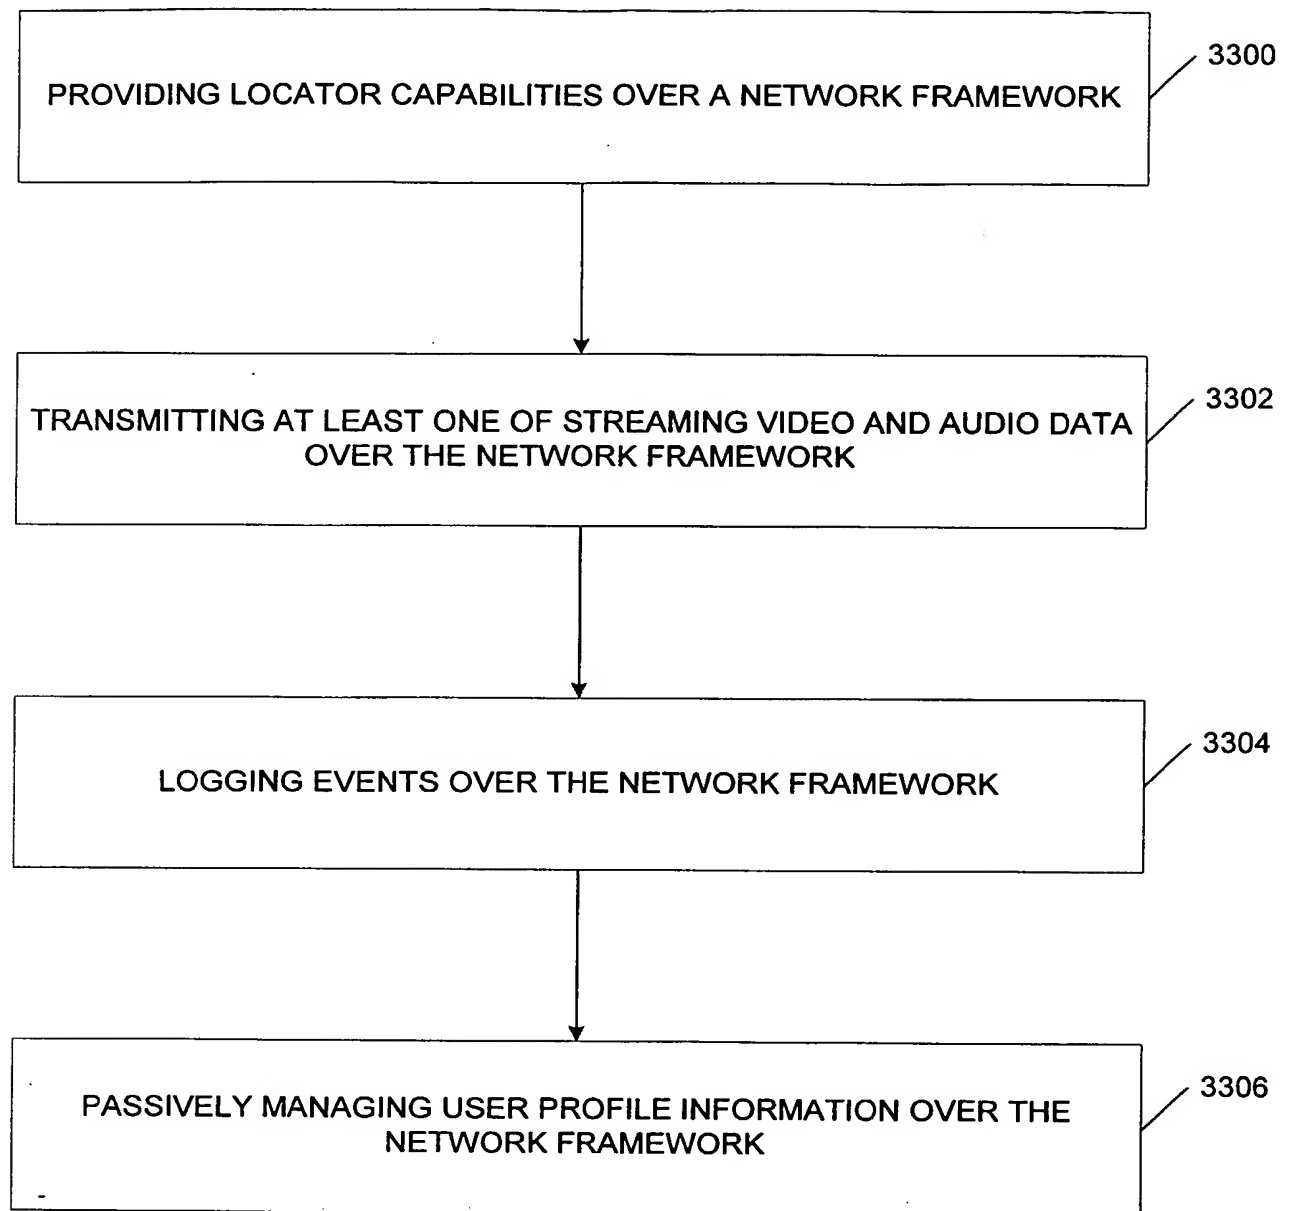 3300
PROVIDING LOCATOR CAPABILITIES OVER A NETWORK FRAMEWORK
3302
TRANSMITTING AT LEAST ONE OF STREAMING VIDEO AND AUDIO DATA
OVER THE NETWORK FRAMEWORK
3304
LOGGING EVENTS OVER THE NETWORK FRAMEWORK
3306
PASSIVELY MANAGING USER PROFILE INFORMATION OVER THE
NETWORK FRAMEWORK